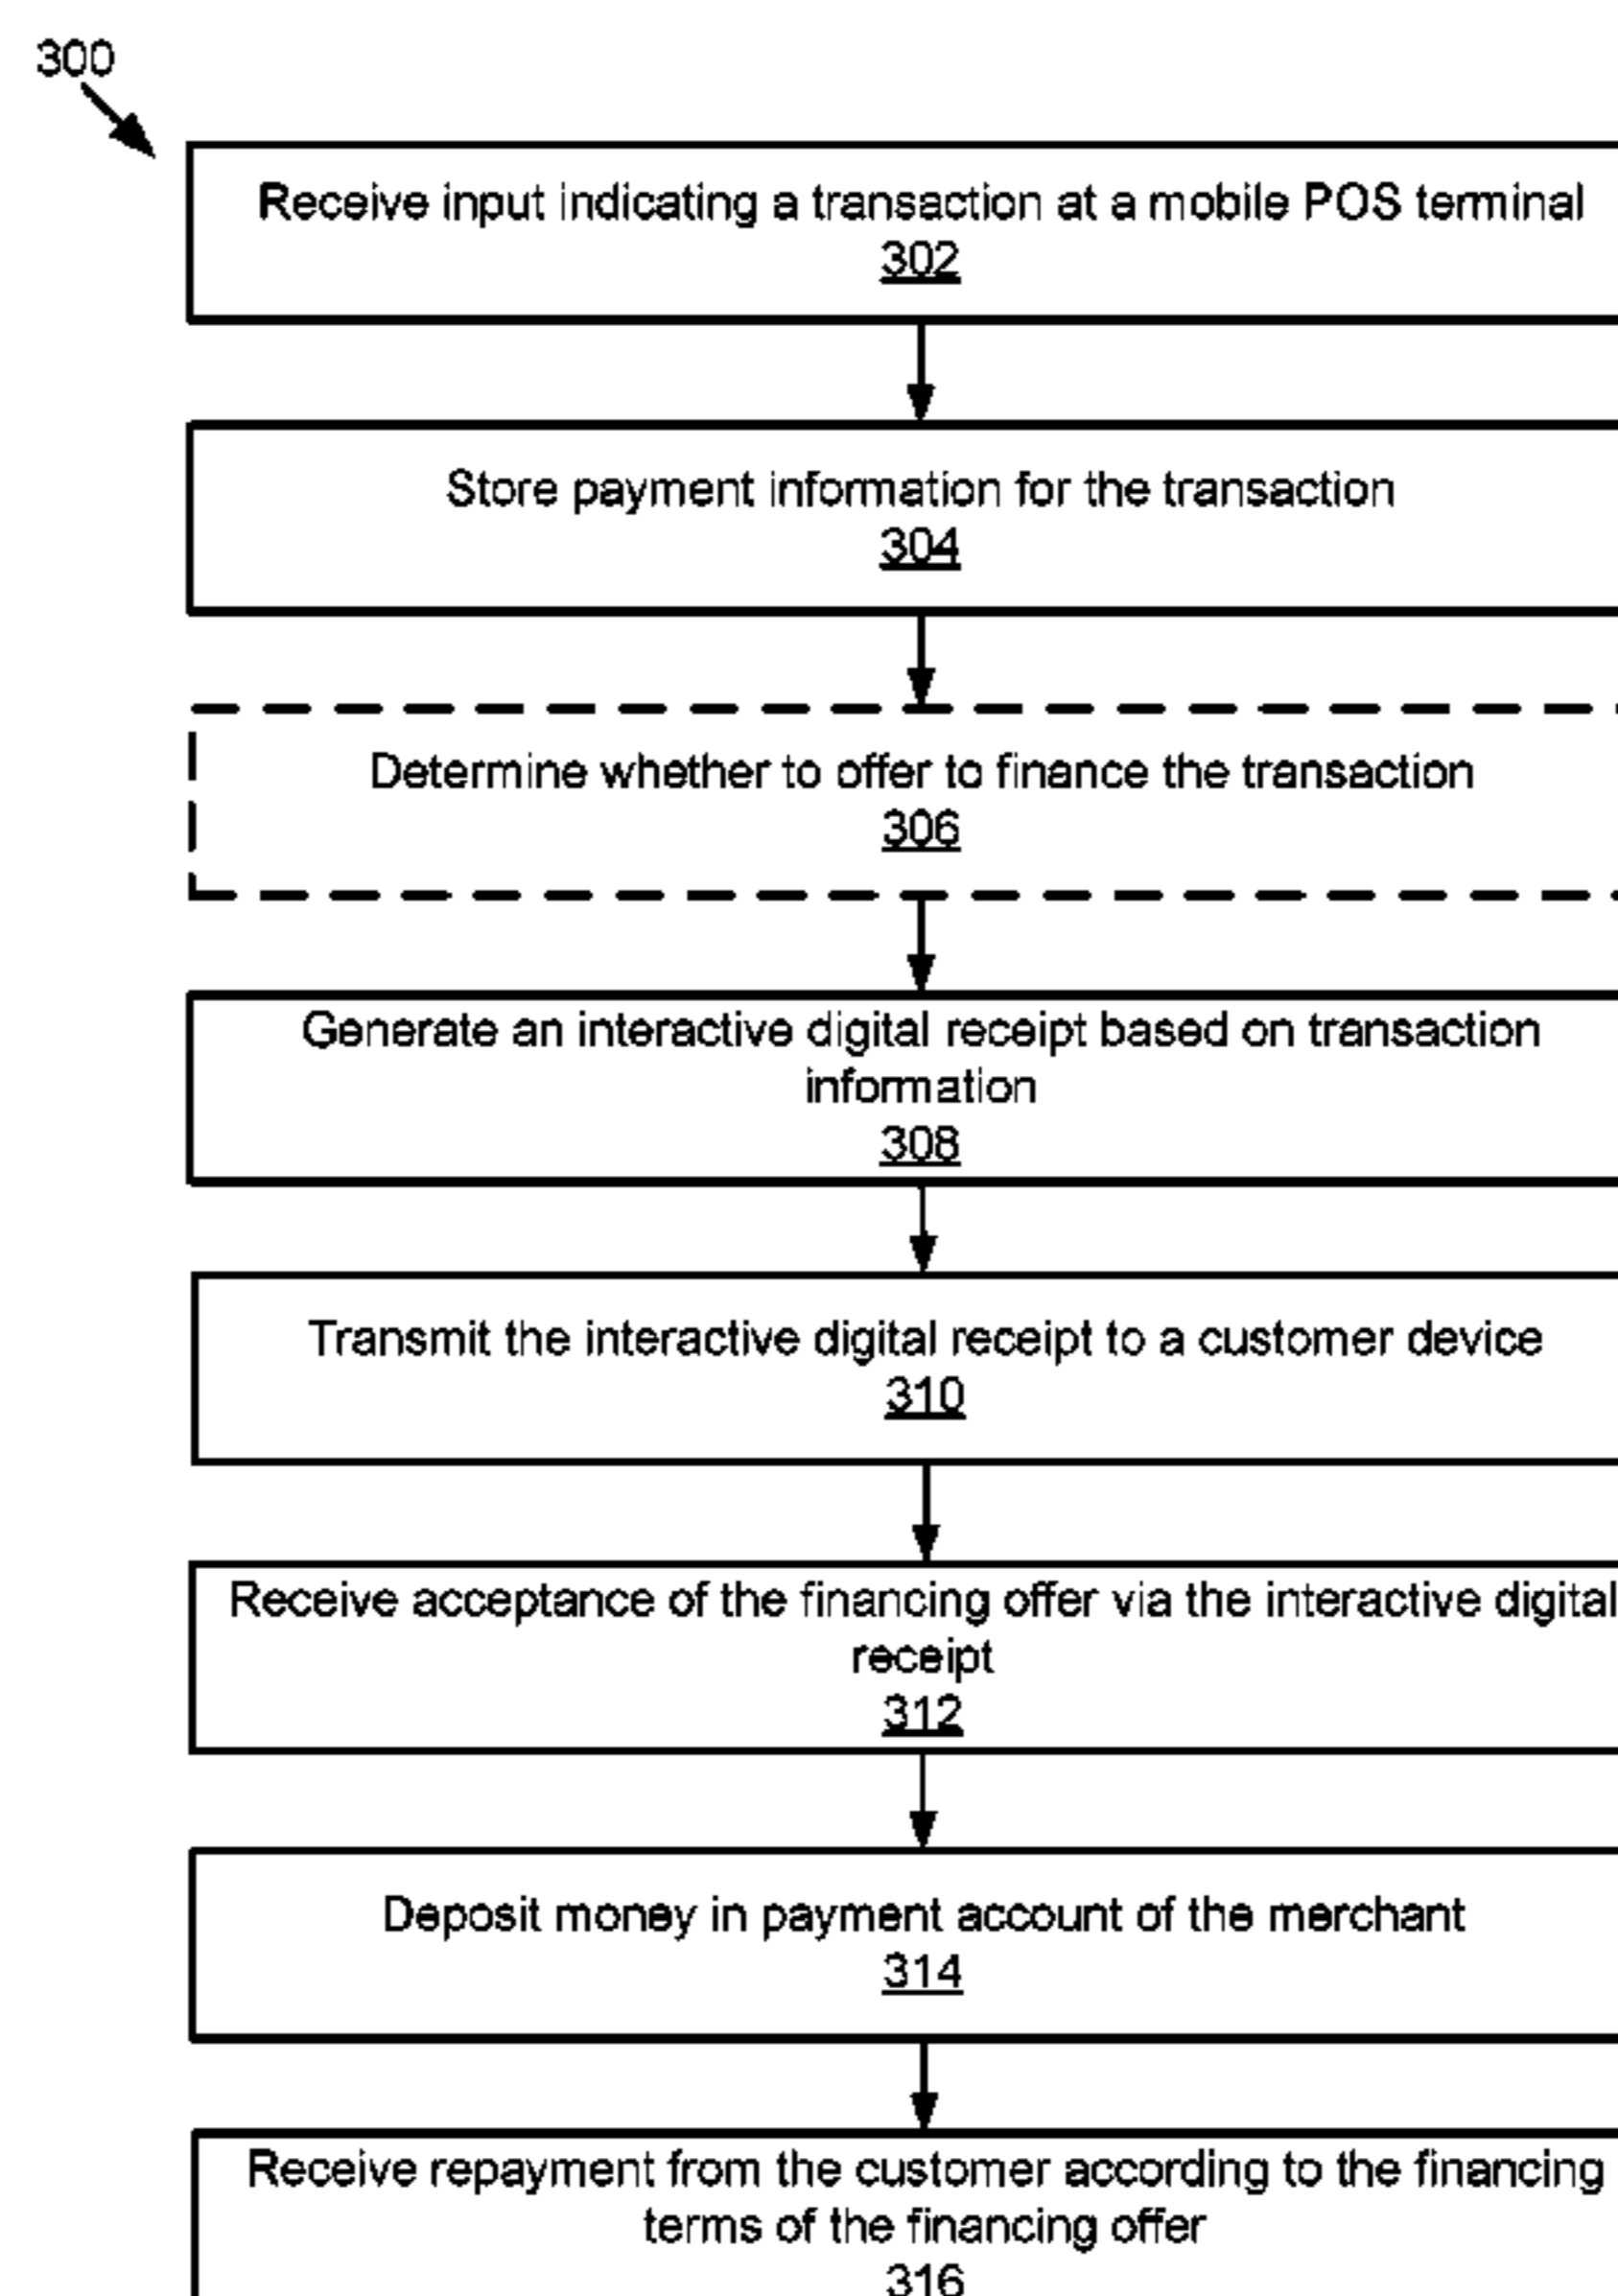 300
Receive input indicating a transaction at a mobile POS terminal
302
Store payment information for the transaction
304
Determine whether to offer to finance the transaction
306
Generate an interactive digital receipt based on transaction
information
308
Transmit the interactive digital receipt to a customer device
310
Receive acceptance of the financing offer via the interactive digital
receipt
312
Deposit money in payment account of the merchant
314
Receive repayment from the customer according to the financing
terms of the financing offer
316